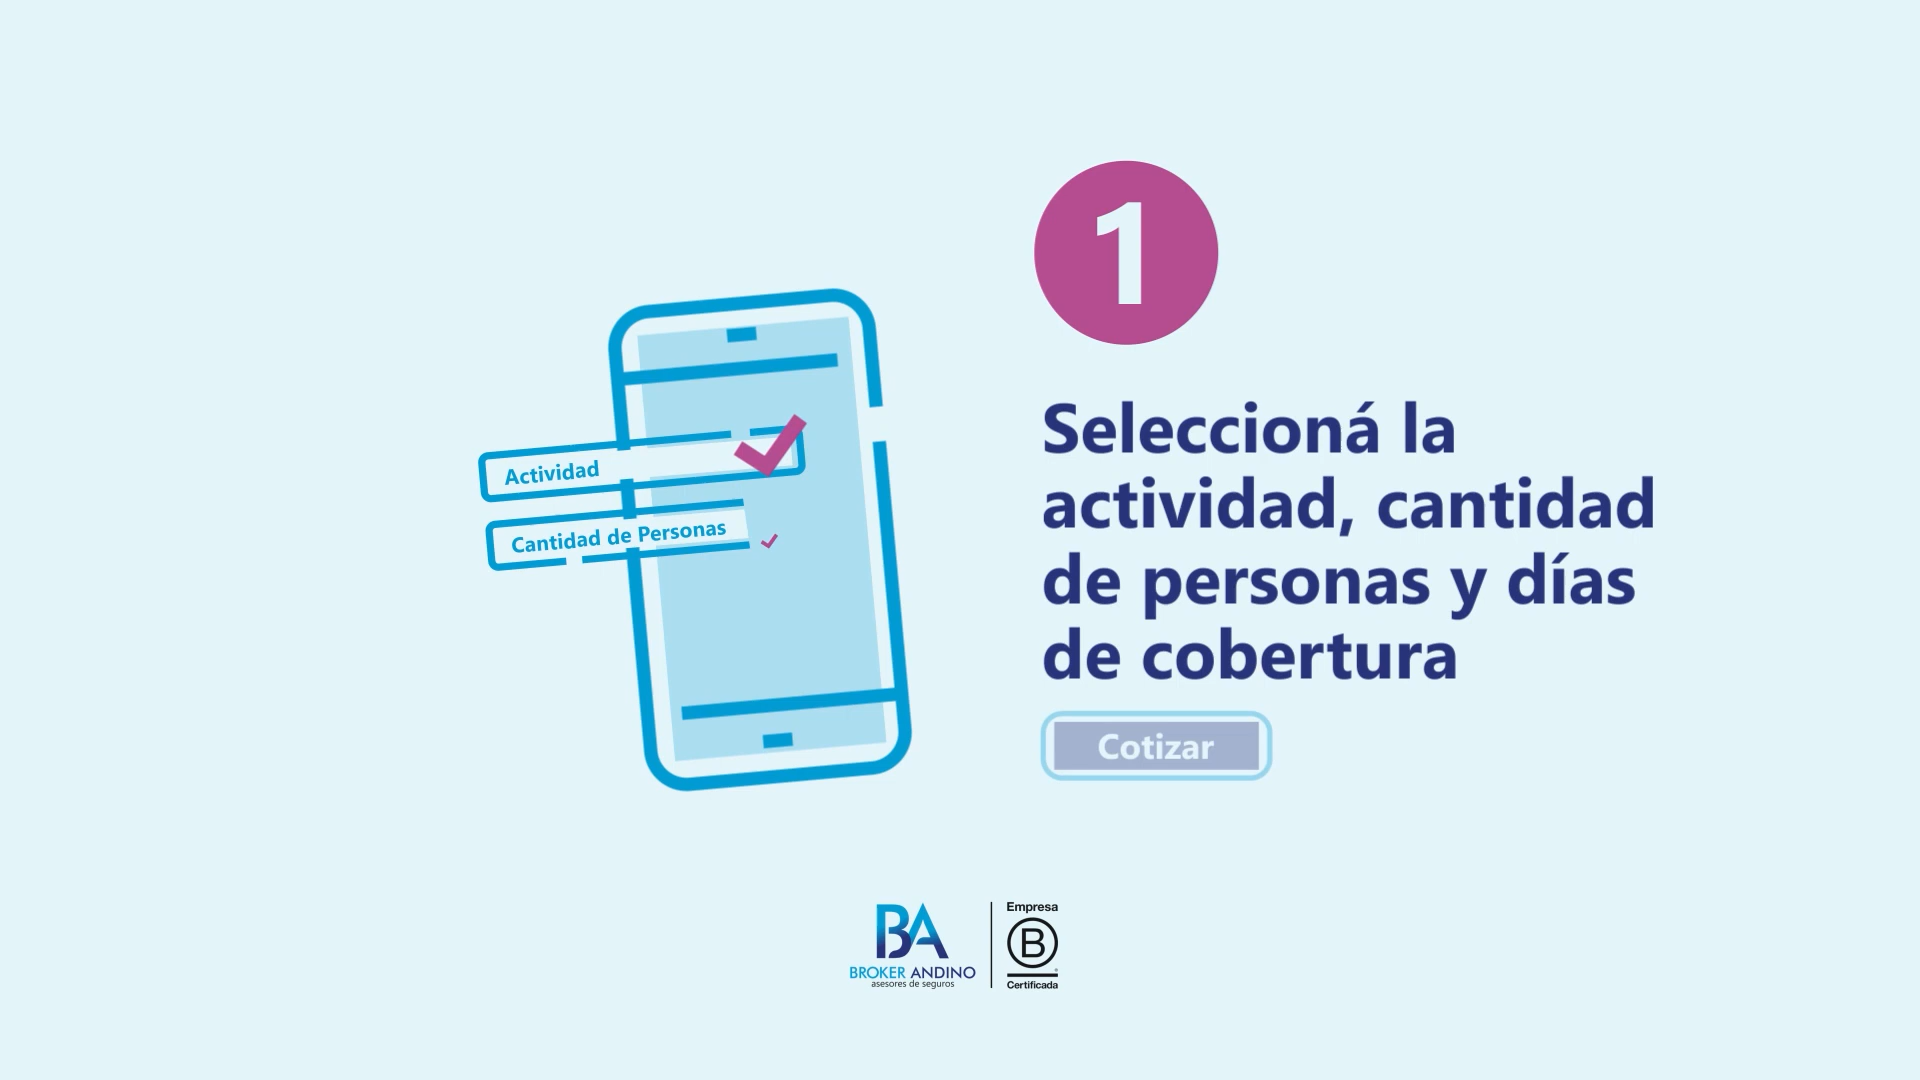 1
Seleccioná la
actividad, cantidad
de personas y días
de cobertura
Cotizar
Actividad
Cantidad de Personas
BA
BROKER ANDINO
asesores de seguros
Empresa
B
Certificada